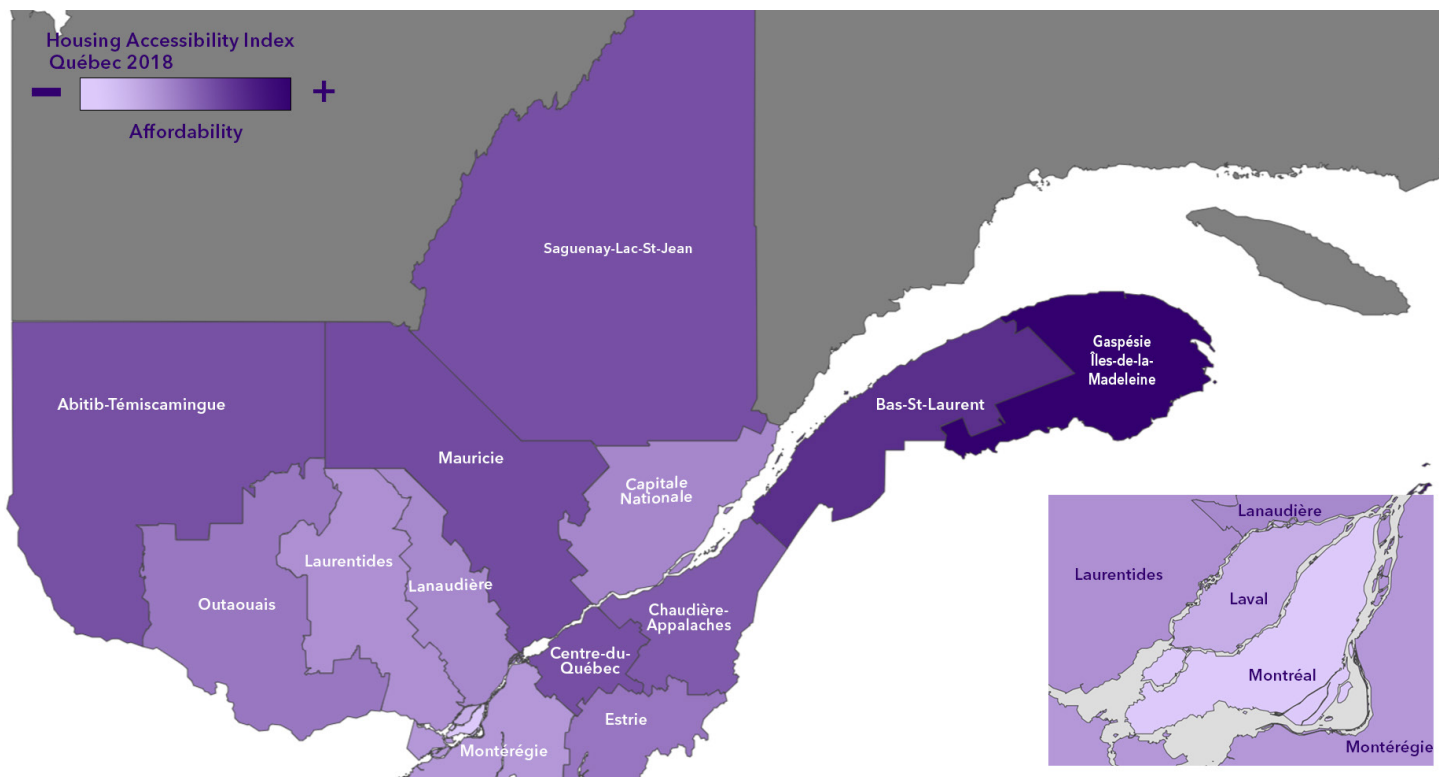 Housing Accessibility Index
Québec 2018
− +
Affordability
Saguenay-Lac-St-Jean
Gaspésie
Îles-de-la-
Madeleine
Abitib-Témiscamingue
Bas-St-Laurent
Mauricie
Capitale
Nationale
Laurentides
Lanaudière
Outaouais
Chaudière-
Appalaches
Centre-du-
Québec
Estrie
Montérégie
Lanaudière
Laurentides
Laval
Montréal
Montérégie